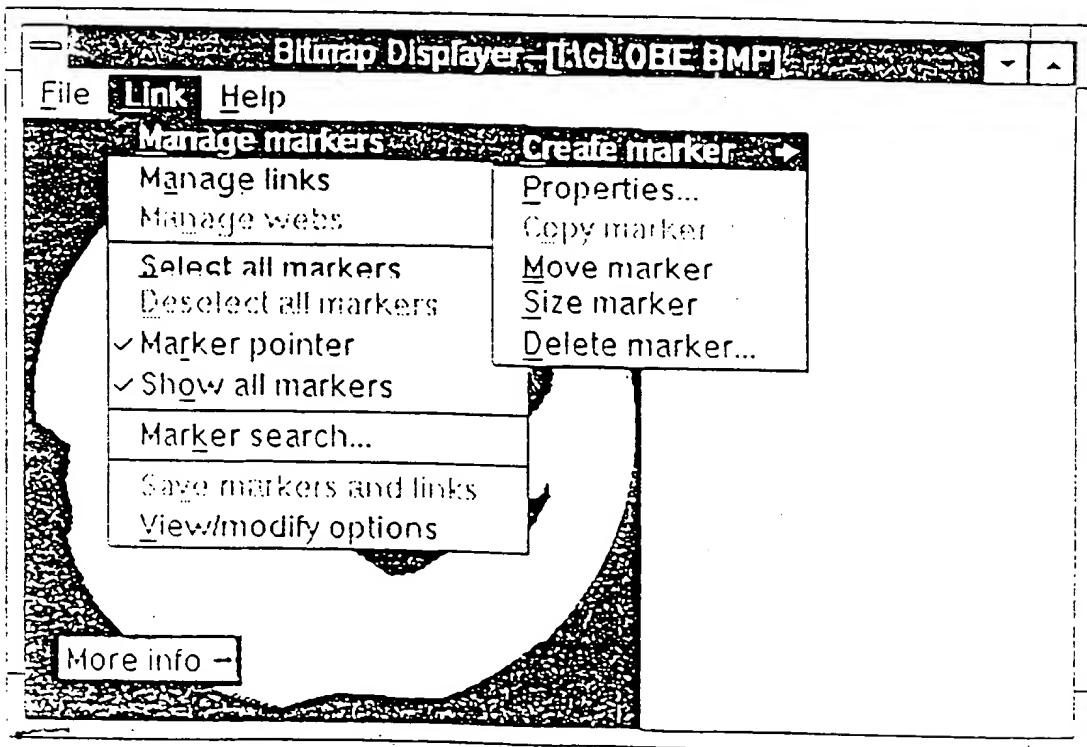 Bitmap Displayer -[I:\GLOBE.BMP]
File Link Help
Manage markers
Manage links
Manage webs
Select all markers
Deselect all markers
✓ Marker pointer
✓ Show all markers
Marker search...
Save markers and links
View/modify options
Create marker →
Properties...
Copy marker
Move marker
Size marker
Delete marker...
More info